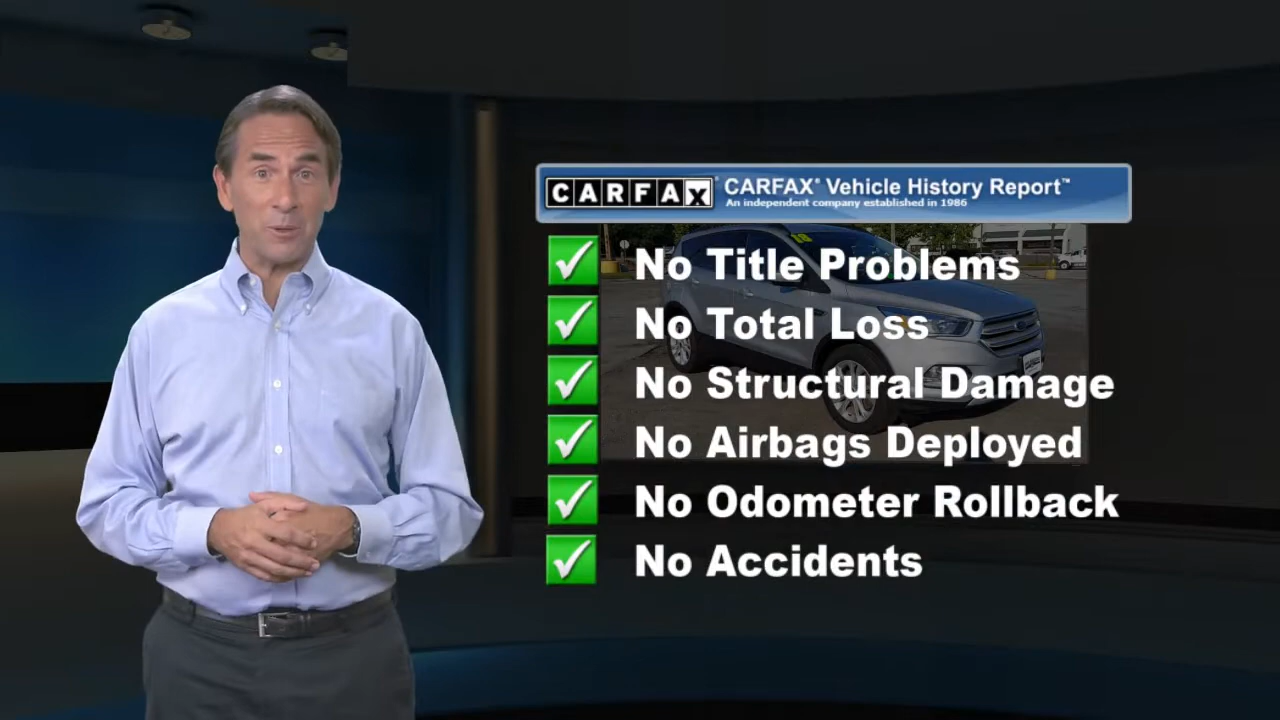 CARFAX® CARFAX® Vehicle History Report™
An independent company established in 1986
No Title Problems
No Total Loss
No Structural Damage
No Airbags Deployed
No Odometer Rollback
No Accidents